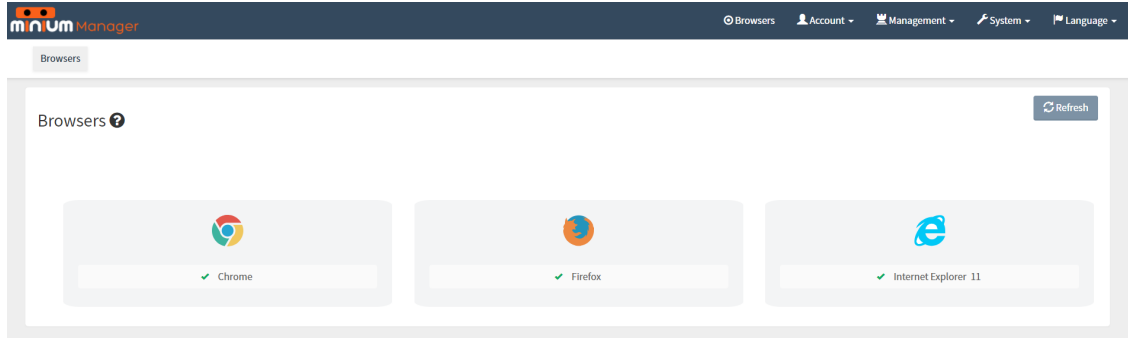 minium Manager
Browsers Account Management System Language
Browsers
Refresh
Browsers
Chrome
Firefox
Internet Explorer 11